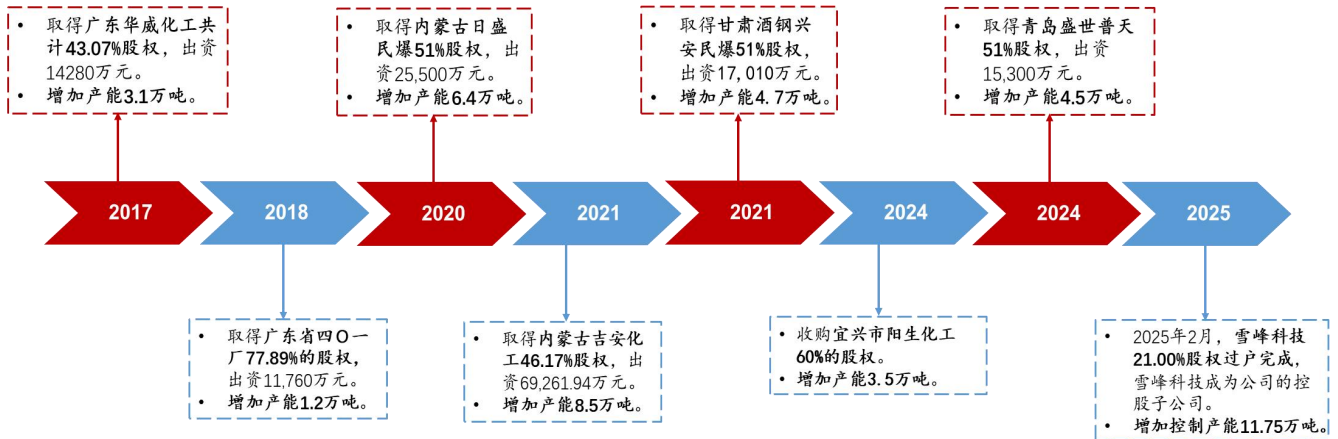 • 取得广东华威化工共
计43.07%股权，出资
14280万元。
• 增加产能3.1万吨。
• 取得内蒙古日盛
民爆51%股权，出
资25,500万元。
• 增加产能6.4万吨。
• 取得甘肃酒钢兴
安民爆51%股权，
出资17，010万元。
• 增加产能4.7万吨。
• 取得青岛盛世普天
51%股权，出资
15,300万元。
• 增加产能4.5万吨。
2017
2018
2020
2021
2021
2024
2024
2025
• 取得广东省四O一
厂77.89%的股权，
出资11,760万元。
• 增加产能1.2万吨。
• 取得内蒙古吉安化
工46.17%股权，出
资69,261.94万元。
• 增加产能8.5万吨。
• 收购宜兴市阳生化工
60%的股权。
• 增加产能3.5万吨。
• 2025年2月，雪峰科技
21.00%股权过户完成，
雪峰科技成为公司的控
股子公司。
• 增加控制产能11.75万吨。